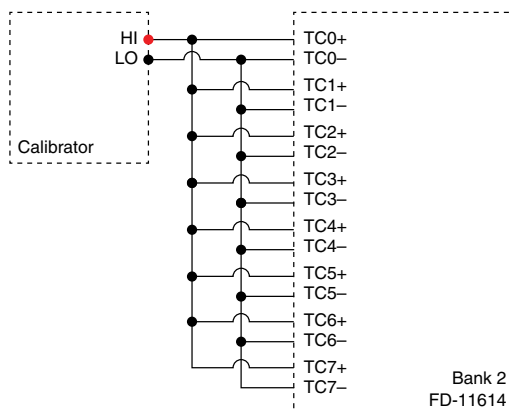 HI
LO
Calibrator
TC0+
TC0–
TC1+
TC1–
TC2+
TC2–
TC3+
TC3–
TC4+
TC4–
TC5+
TC5–
TC6+
TC6–
TC7+
TC7–
Bank 2
FD-11614